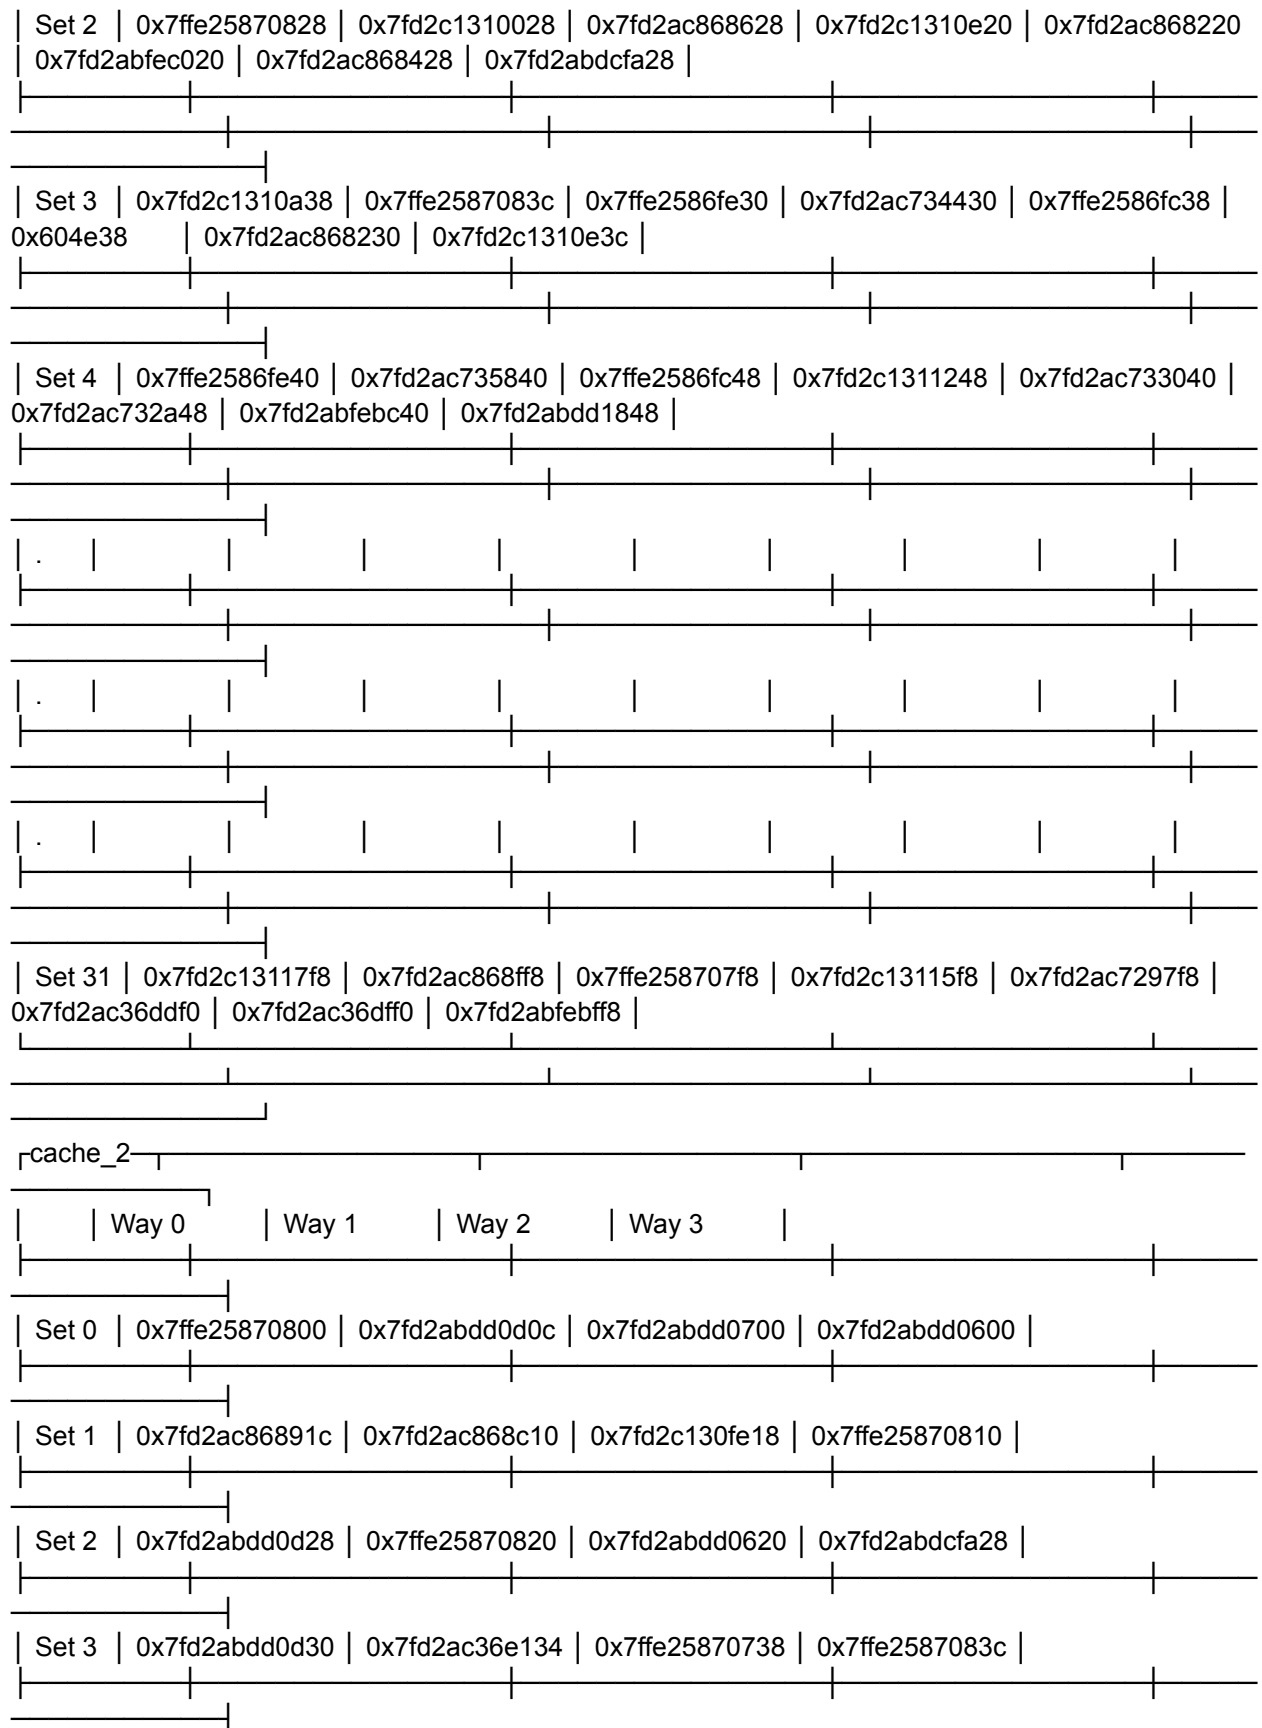 │ Set 2 │ 0x7ffe25870828 │ 0x7fd2c1310028 │ 0x7fd2ac868628 │ 0x7fd2c1310e20 │ 0x7fd2ac868220
│ 0x7fd2abfec020 │ 0x7fd2ac868428 │ 0x7fd2abdcfa28 │
│ Set 3 │ 0x7fd2c1310a38 │ 0x7ffe2587083c │ 0x7ffe2586fe30 │ 0x7fd2ac734430 │ 0x7ffe2586fc38 │
0x604e38 │ 0x7fd2ac868230 │ 0x7fd2c1310e3c │
│ Set 4 │ 0x7ffe2586fe40 │ 0x7fd2ac735840 │ 0x7ffe2586fc48 │ 0x7fd2c1311248 │ 0x7fd2ac733040 │
0x7fd2ac732a48 │ 0x7fd2abfebc40 │ 0x7fd2abdd1848 │
│ . │ │ │ │ │ │ │ │ │
│ . │ │ │ │ │ │ │ │ │
│ . │ │ │ │ │ │ │ │ │
│ Set 31 │ 0x7fd2c13117f8 │ 0x7fd2ac868ff8 │ 0x7ffe258707f8 │ 0x7fd2c13115f8 │ 0x7fd2ac7297f8 │
0x7fd2ac36ddf0 │ 0x7fd2ac36dff0 │ 0x7fd2abfebff8 │
cache_2
│ │ Way 0 │ Way 1 │ Way 2 │ Way 3 │
│ Set 0 │ 0x7ffe25870800 │ 0x7fd2abdd0d0c │ 0x7fd2abdd0700 │ 0x7fd2abdd0600 │
│ Set 1 │ 0x7fd2ac86891c │ 0x7fd2ac868c10 │ 0x7fd2c130fe18 │ 0x7ffe25870810 │
│ Set 2 │ 0x7fd2abdd0d28 │ 0x7ffe25870820 │ 0x7fd2abdd0620 │ 0x7fd2abdcfa28 │
│ Set 3 │ 0x7fd2abdd0d30 │ 0x7fd2ac36e134 │ 0x7ffe25870738 │ 0x7ffe2587083c │